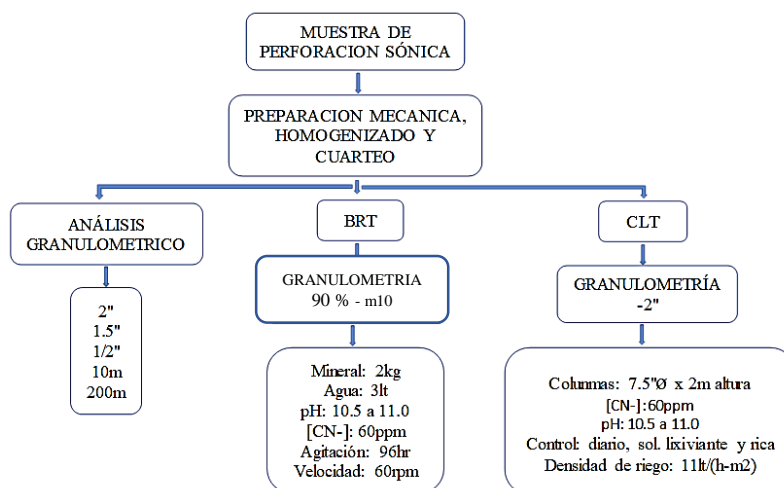 MUESTRA DE
PERFORACION SÓNICA
PREPARACION MECANICA,
HOMOGENIZADO Y
CUARTEO
ANÁLISIS
GRANULOMETRICO
2"
1.5"
1/2"
10m
200m
BRT
GRANULOMETRIA
90 % - m10
Mineral: 2kg
Agua: 3lt
pH: 10.5 a 11.0
[CN-]: 60ppm
Agitación: 96hr
Velocidad: 60rpm
CLT
GRANULOMETRÍA
-2"
Colunmas: 7.5"Ø x 2m altura
[CN-]:60ppm
pH: 10.5 a 11.0
Control: diario, sol. lixiviante y rica
Densidad de riego: 11lt/(h-m2)